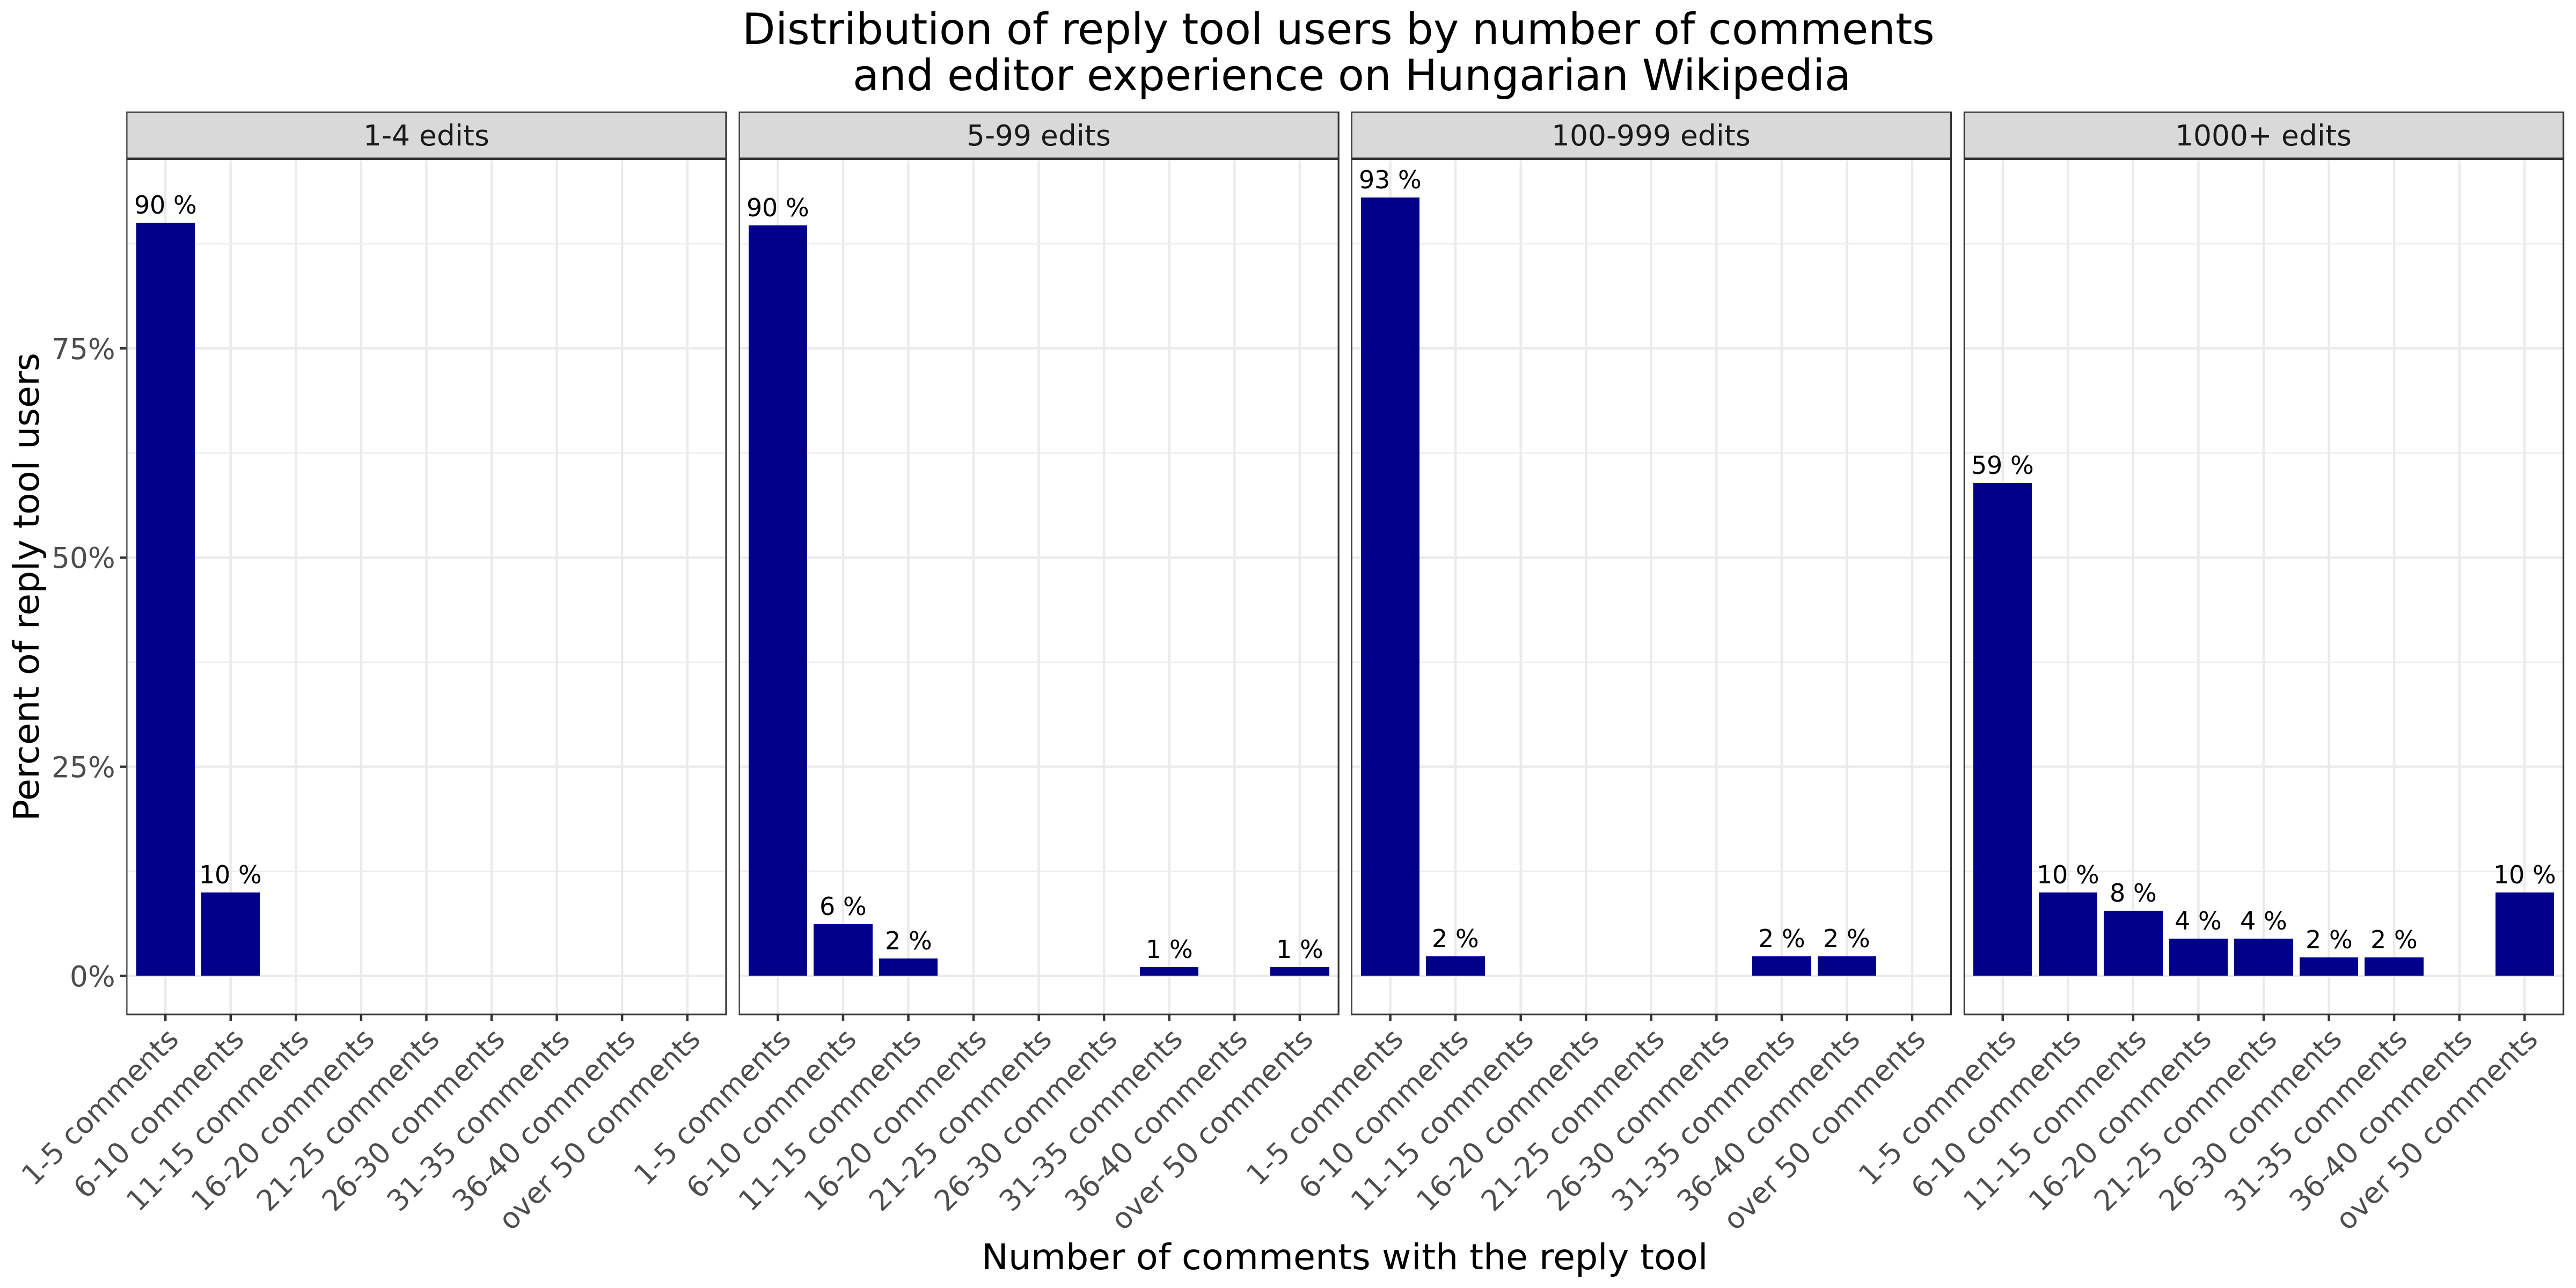 Distribution of reply tool users by number of comments
and editor experience on Hungarian Wikipedia
1-4 edits
5-99 edits
100-999 edits
1000+ edits
Percent of reply tool users
75%
50%
25%
0%
90 %
10 %
90 %
6 %
2 %
1 %
1 %
93 %
2 %
2 %
2 %
59 %
10 %
8 %
4 %
4 %
2 %
2 %
10 %
1-5 comments
6-10 comments
11-15 comments
16-20 comments
21-25 comments
26-30 comments
31-35 comments
36-40 comments
over 50 comments
1-5 comments
6-10 comments
11-15 comments
16-20 comments
21-25 comments
26-30 comments
31-35 comments
36-40 comments
over 50 comments
1-5 comments
6-10 comments
11-15 comments
16-20 comments
21-25 comments
26-30 comments
31-35 comments
36-40 comments
over 50 comments
1-5 comments
6-10 comments
11-15 comments
16-20 comments
21-25 comments
26-30 comments
31-35 comments
36-40 comments
over 50 comments
Number of comments with the reply tool